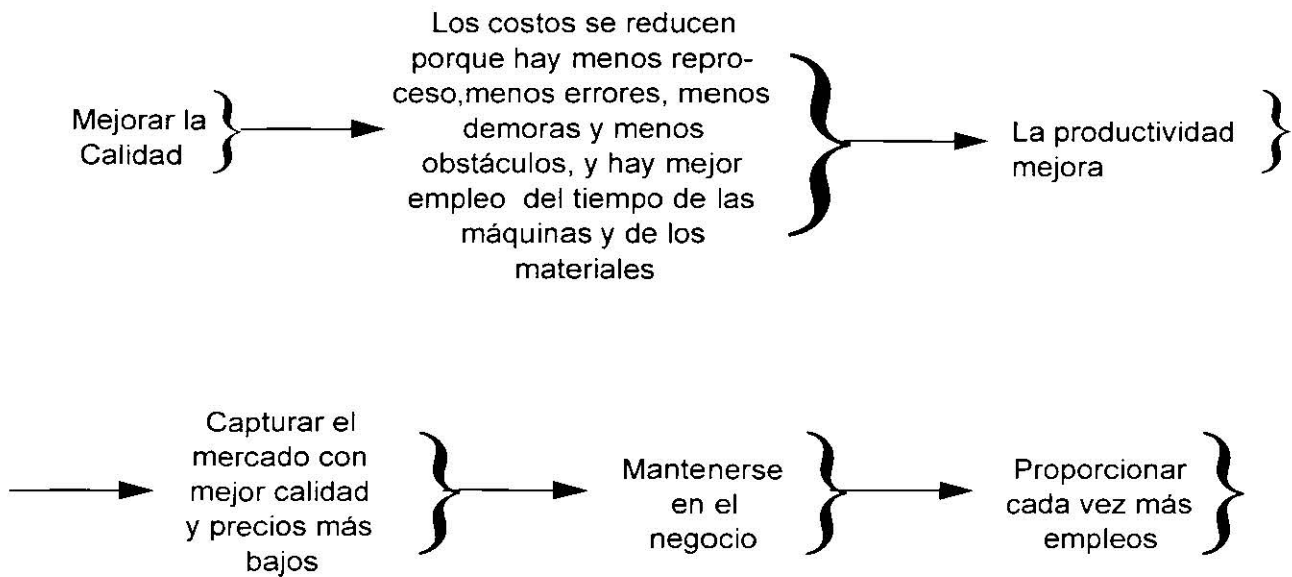 Mejorar la
Calidad
Los costos se reducen
porque hay menos repro-
ceso,menos errores, menos
demoras y menos
obstáculos, y hay mejor
empleo del tiempo de las
máquinas y de los
materiales
La productividad
mejora
Capturar el
mercado con
mejor calidad
y precios más
bajos
Mantenerse
en el
negocio
Proporcionar
cada vez más
empleos